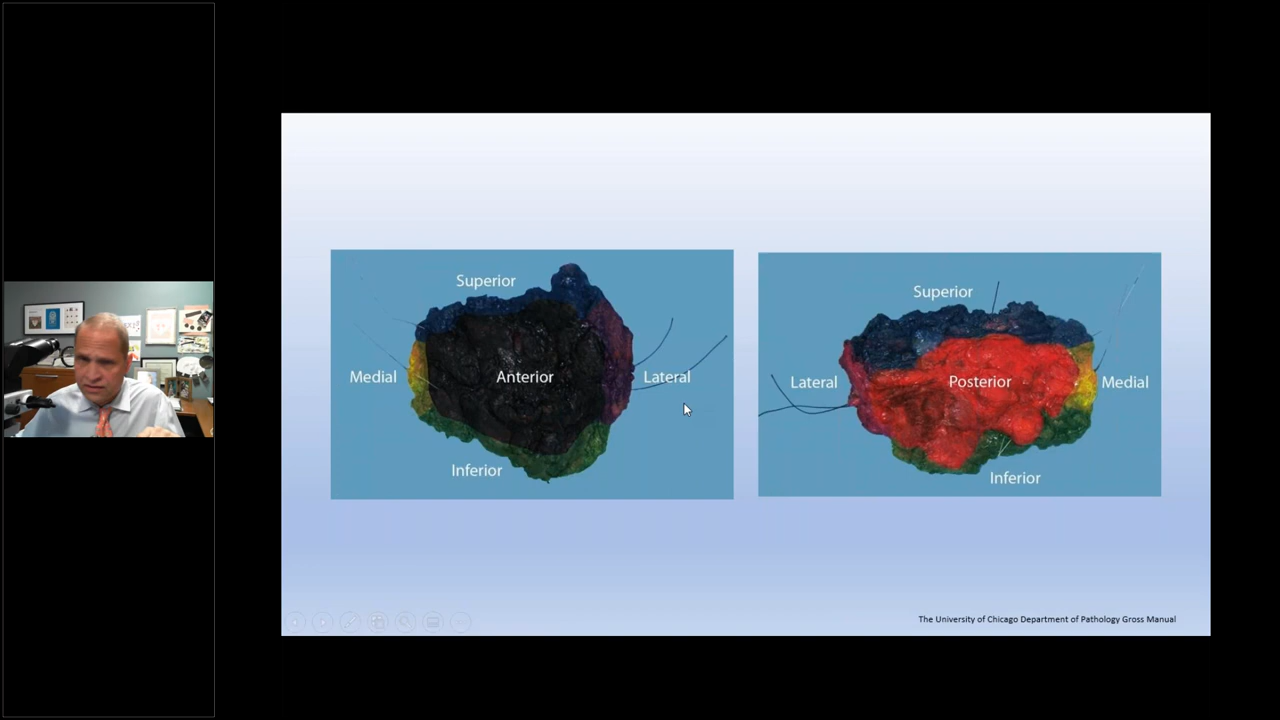 Superior
Medial
Anterior
Lateral
Inferior
Superior
Lateral
Posterior
Medial
Inferior
The University of Chicago Department of Pathology Gross Manual